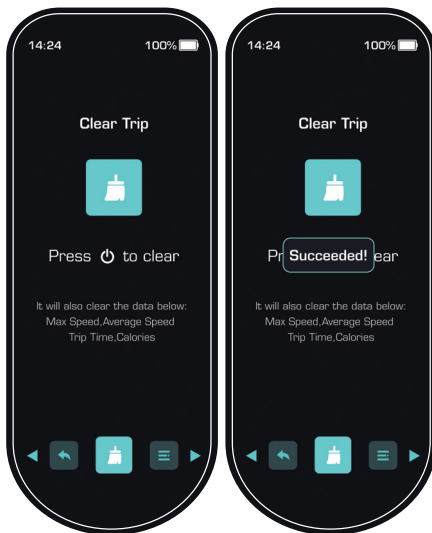 14:24 100%
Clear Trip
Press to clear
It will also clear the data below:
Max Speed,Average Speed
Trip Time,Calories
14:24 100%
Clear Trip
Pr Succeeded! ear
It will also clear the data below:
Max Speed,Average Speed
Trip Time,Calories